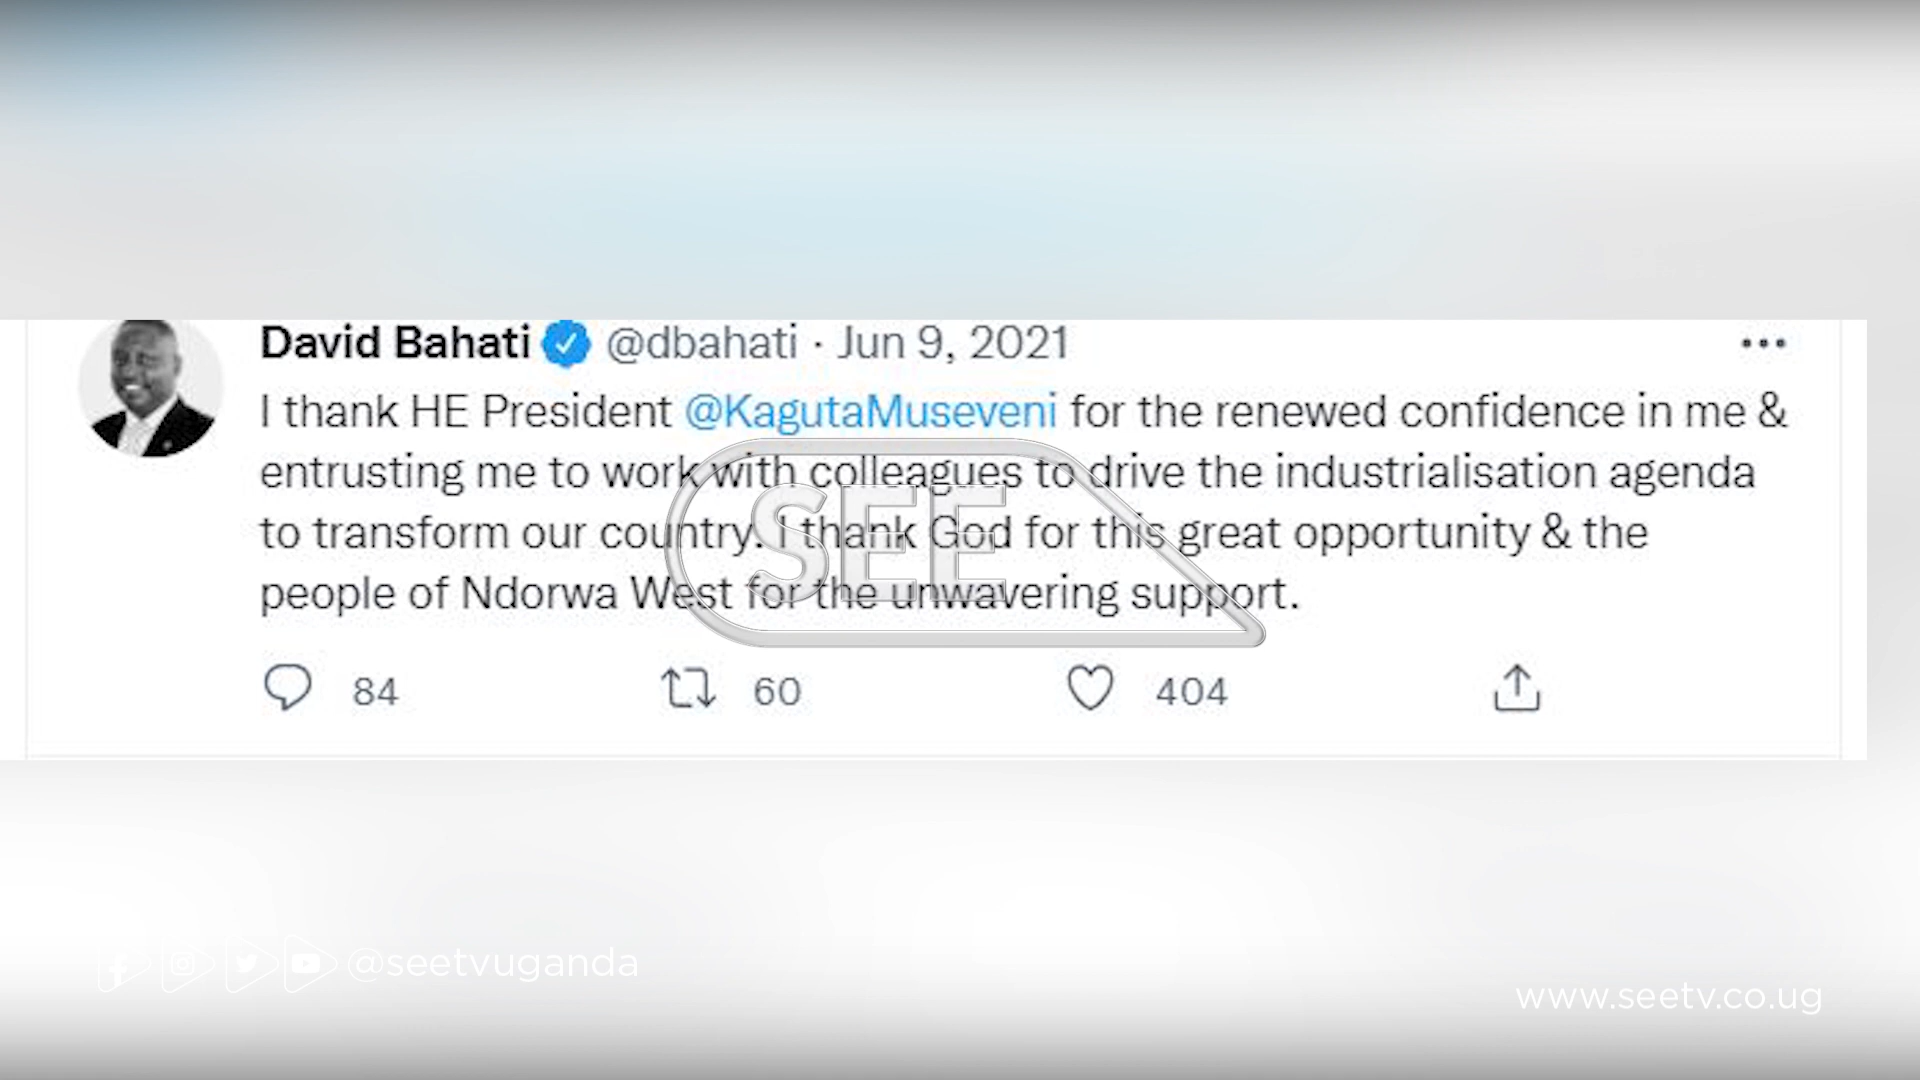 David Bahati @dbahati · Jun 9, 2021
I thank HE President @KagutaMuseveni for the renewed confidence in me &
entrusting me to work with colleagues to drive the industrialisation agenda
to transform our country. I thank God for this great opportunity & the
people of Ndorwa West for the unwavering support.
84 60 404
SEE
@seetvuganda
www.seetv.co.ug